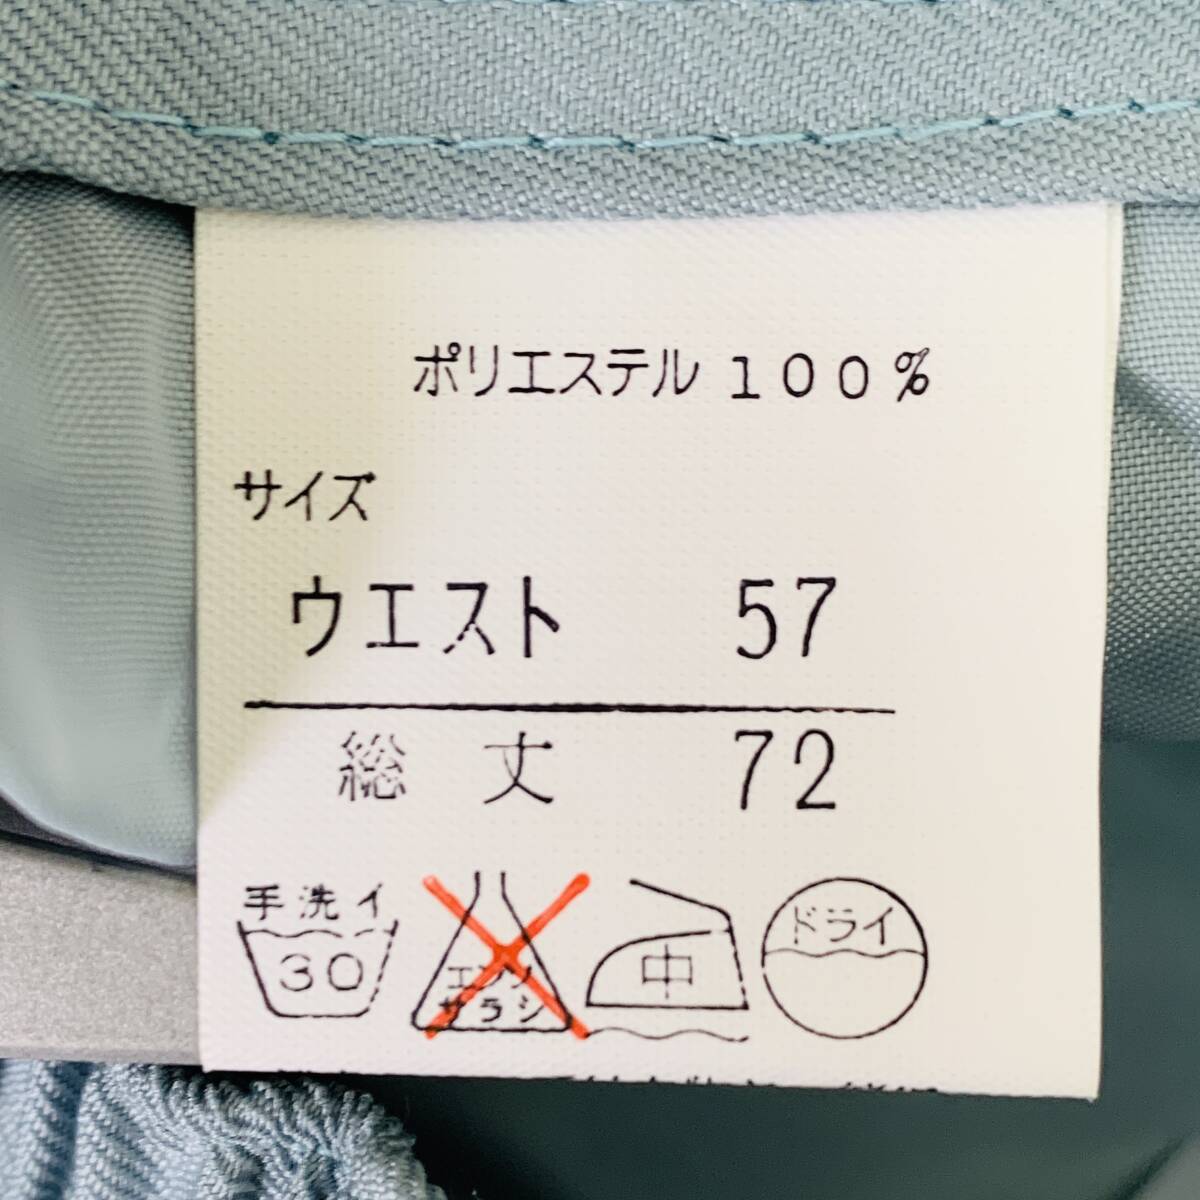 ポリエステル 100%
サイズ
ウエスト 57
総丈 72
手洗イ
30
エンソ
サラシ
中
ドライ